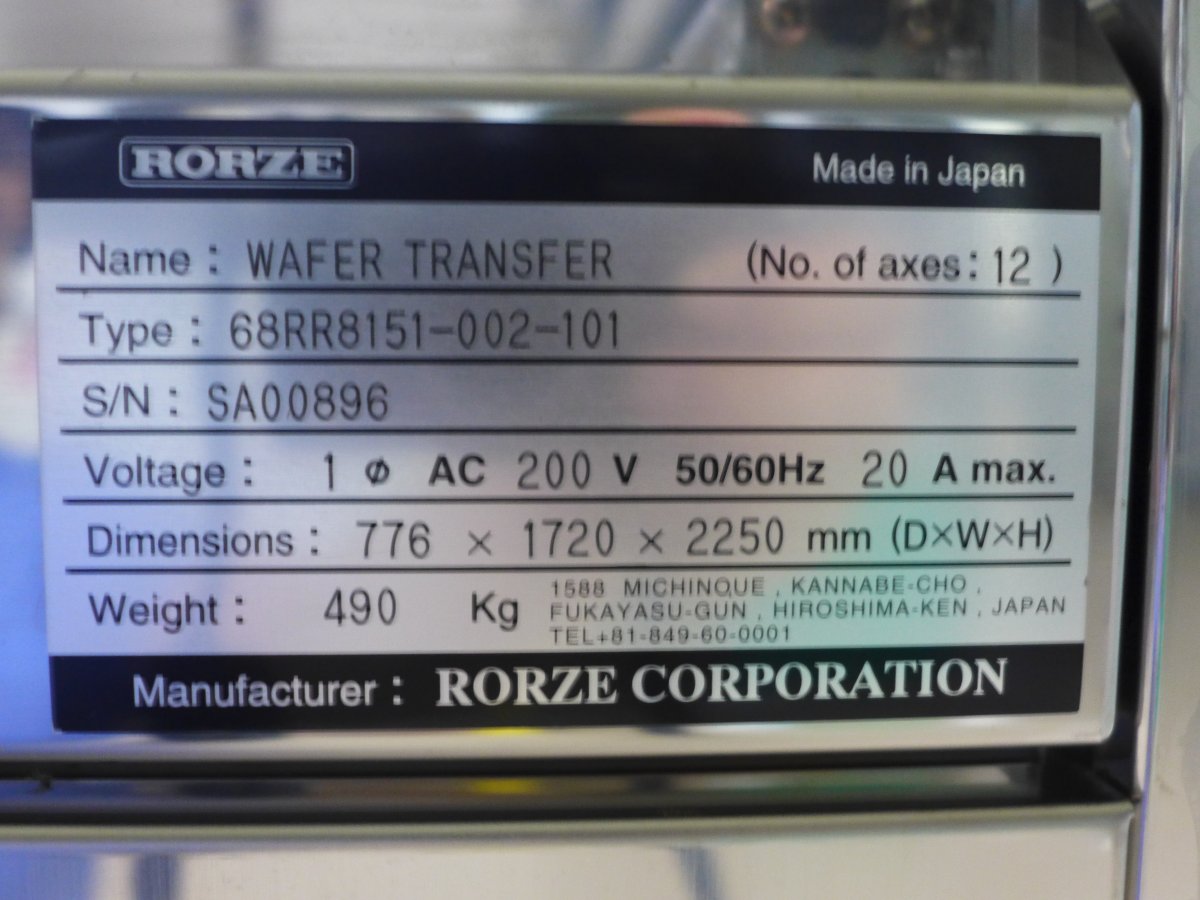 RORZE Made in Japan
Name : WAFER TRANSFER (No. of axes : 12 )
Type : 68RR8151-002-101
S/N : SA00896
Voltage : 1 ø AC 200 V 50/60Hz 20 A max.
Dimensions : 776 × 1720 × 2250 mm (D×W×H)
Weight : 490 Kg
1588 MICHINOUE , KANNABE-CHO ,
FUKAYASU-GUN , HIROSHIMA-KEN , JAPAN
TEL+81-849-60-0001
Manufacturer : RORZE CORPORATION